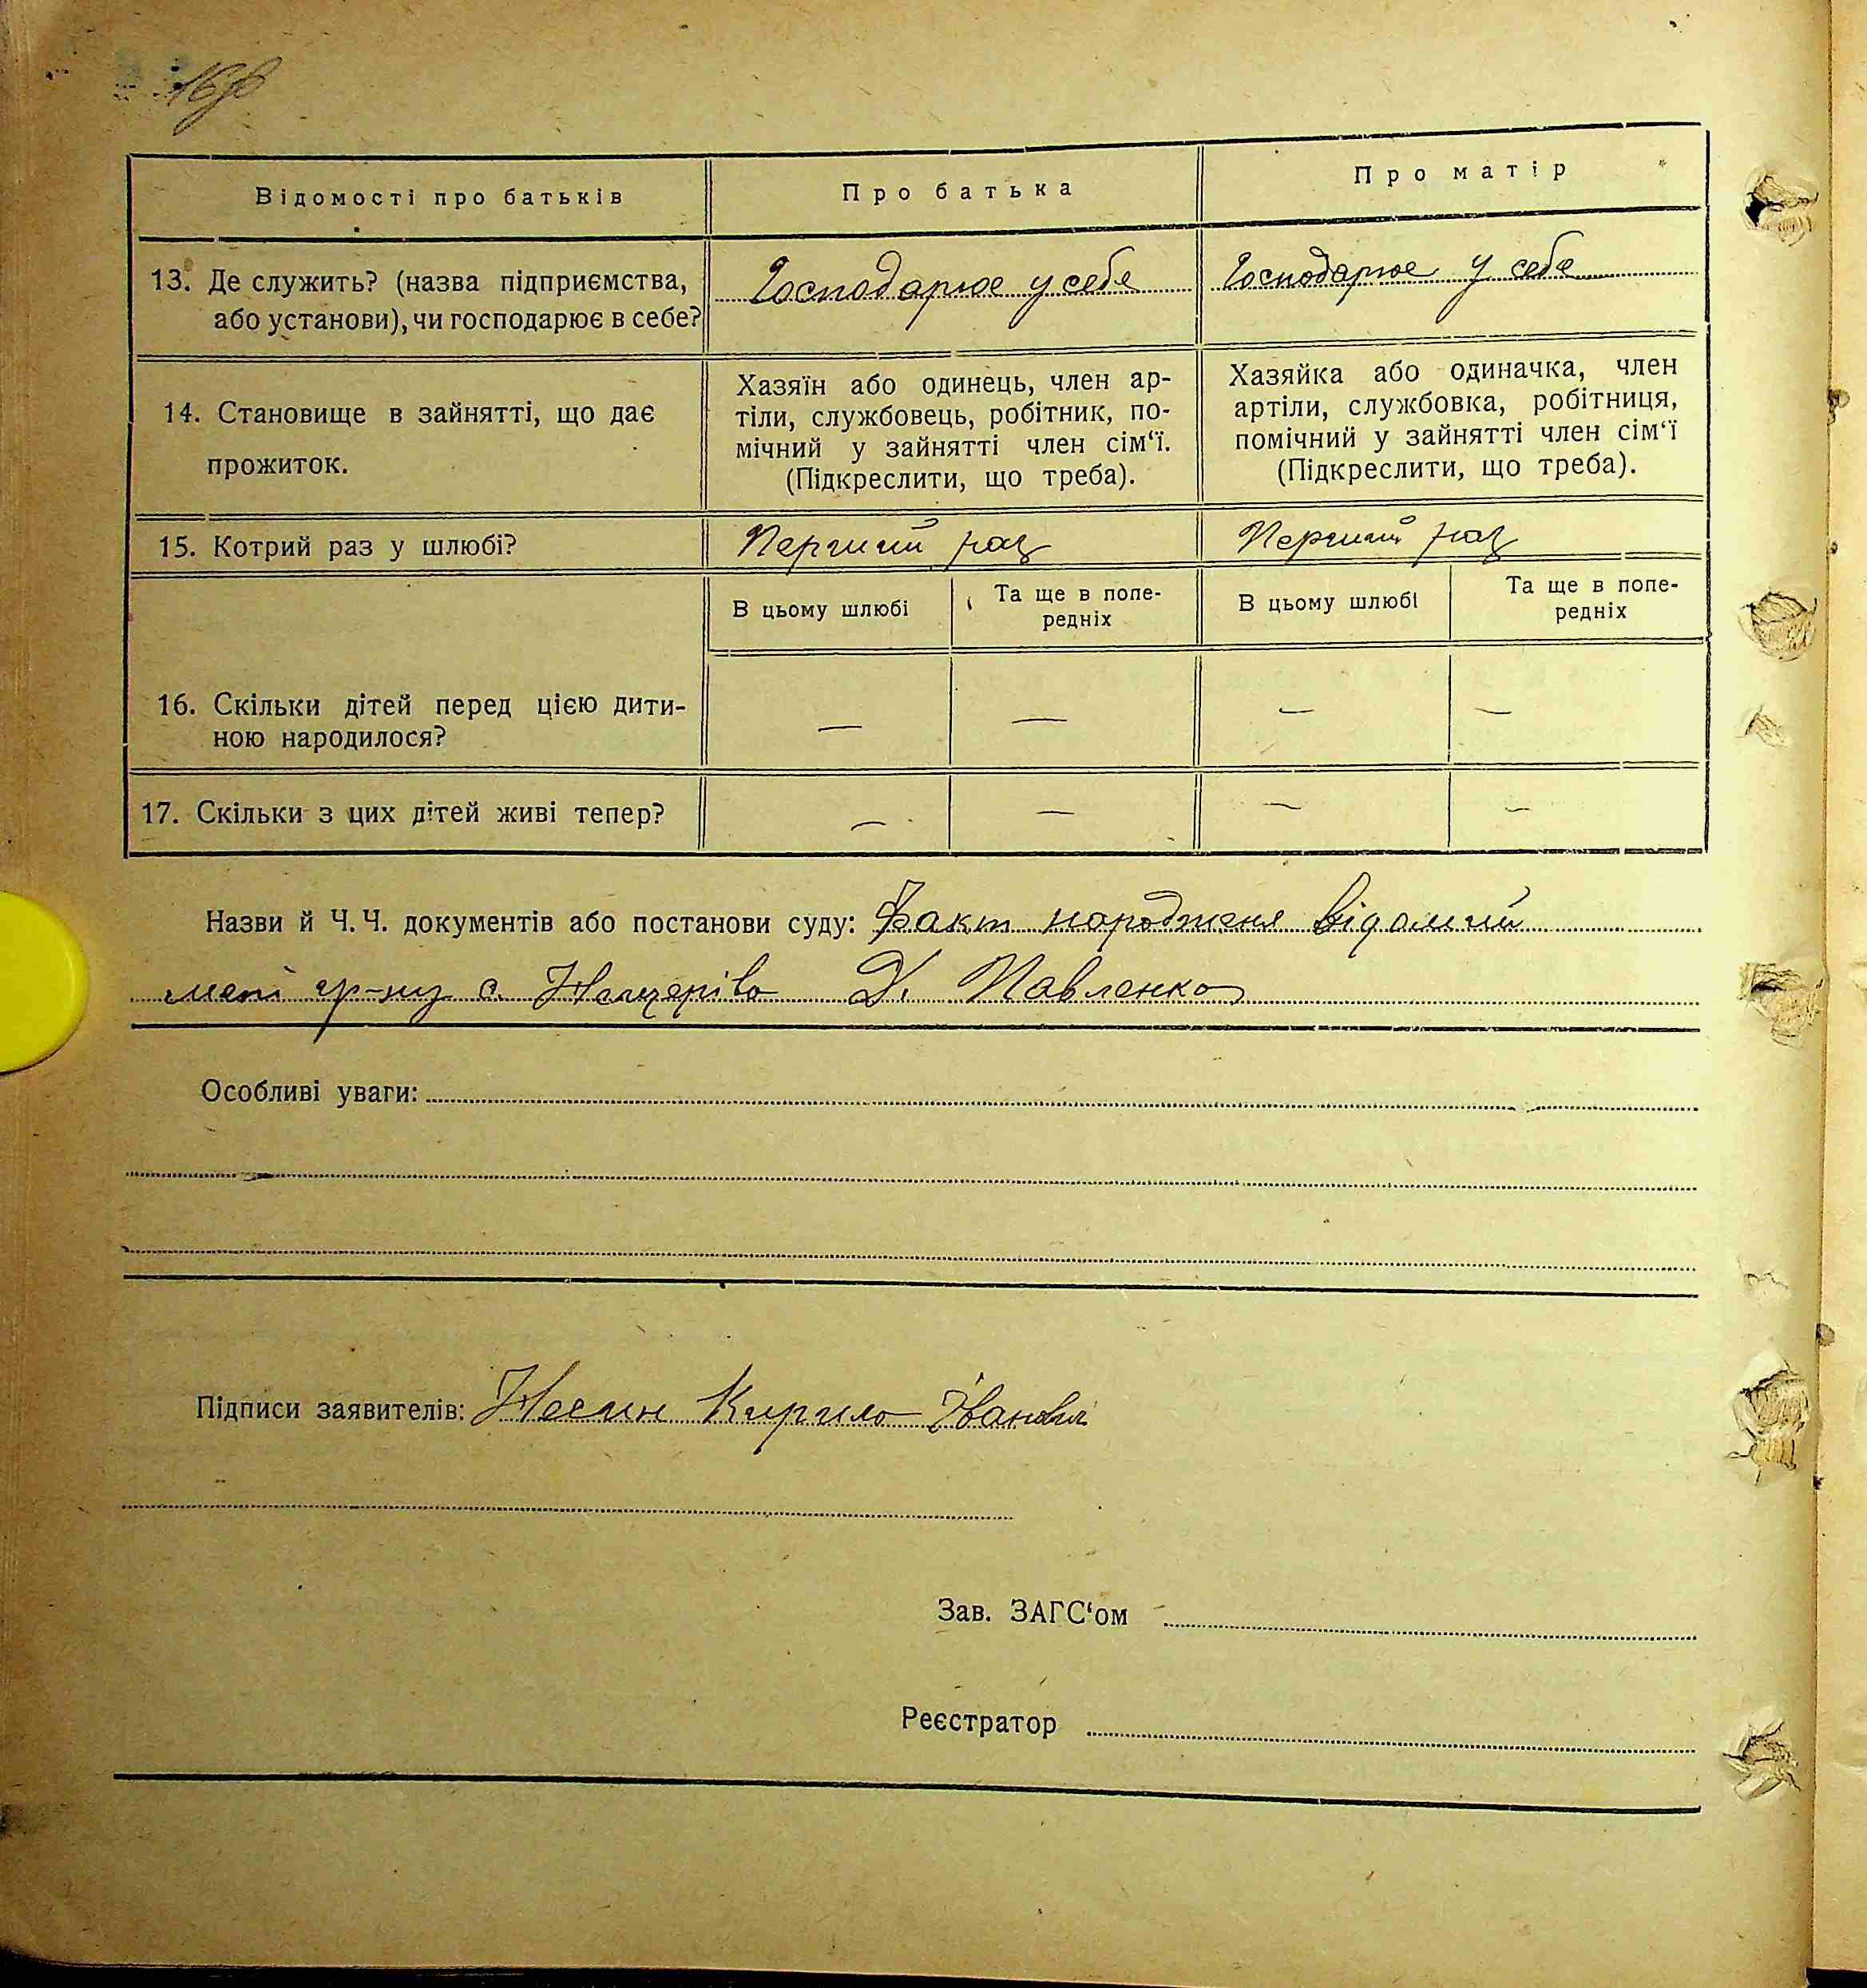 Відомості про батьків
Про батька
Про матір
13. Де служить? (назва підприємства, або установи), чи господарює в себе?
Господарює у себе
Господарює у себе
14. Становище в зайнятті, що дає
прожиток.
Хазяїн або одинець, член ар-
тіли, службовець, робітник, по-
мічний у зайнятті член сім‘ї.
(Підкреслити, що треба).
Хазяйка або одиначка, член
артіли, службовка, робітниця,
помічний у зайнятті член сім‘ї
(Підкреслити, що треба).
15. Котрий раз у шлюбі?
Перший раз
Перший раз
В цьому шлюбі
Та ще в попе-
редніх
В цьому шлюбі
Та ще в попе-
редніх
16. Скільки дітей перед цією дити-
ною народилося?
— — — —
17. Скільки з цих дітей живі тепер?
— — — —
Назви й Ч. Ч. документів або постанови суду: Факт народженя відомий
мені гр-ну с. Д. Павленко
Особливі уваги:
Підписи заявителів: Кирило Іванович
Зав. ЗАГС‘ом
Реєстратор